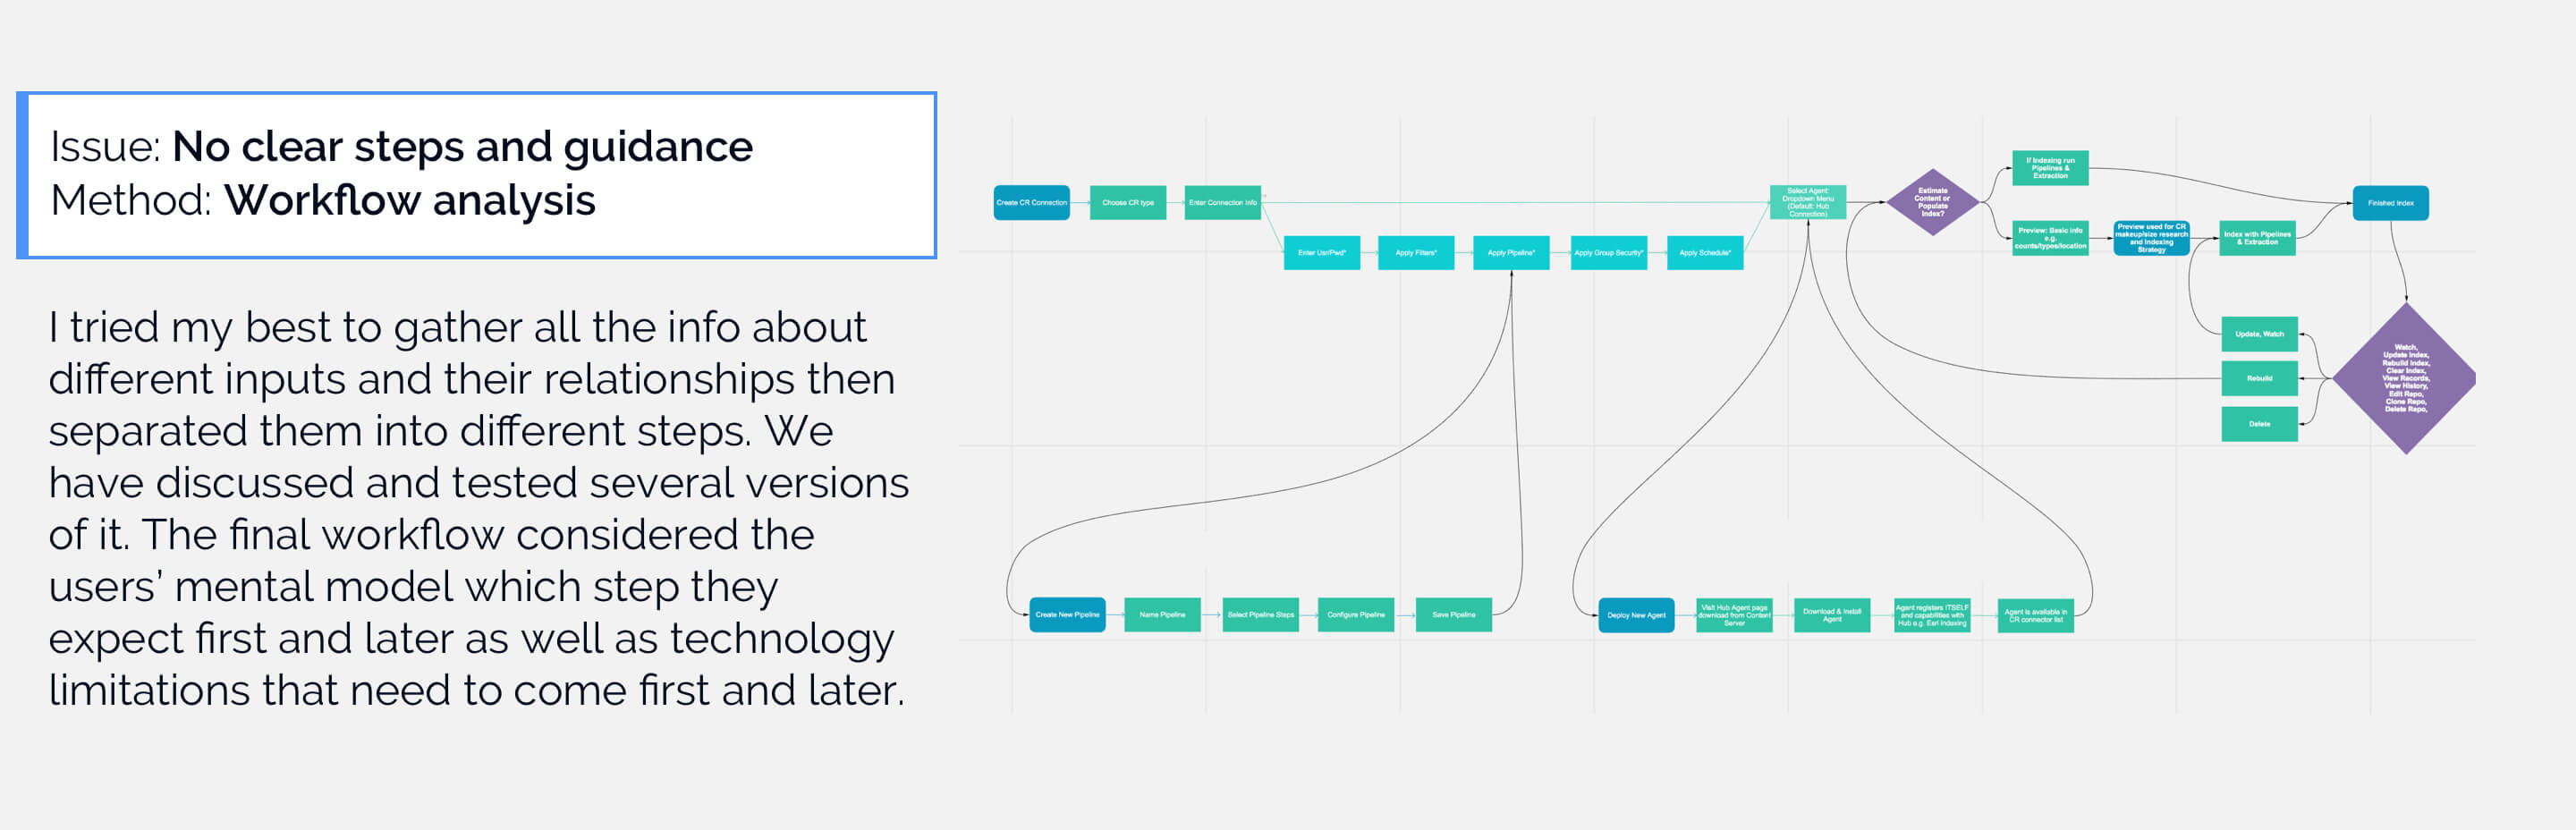 Issue: No clear steps and guidance
Method: Workflow analysis
I tried my best to gather all the info about
different inputs and their relationships then
separated them into different steps. We
have discussed and tested several versions
of it. The final workflow considered the
users’ mental model which step they
expect first and later as well as technology
limitations that need to come first and later.
Create CR Connection
Choose CR type
Enter Connection Info
Enter Usr/Pwd*
Apply Filters*
Apply Pipeline*
Apply Group Security*
Apply Schedule*
Select Agent:
Dropdown Menu
(Default: Hub
Connection)
Estimate
Content or
Populate
Index?
If Indexing run
Pipelines &
Extraction
Preview: Basic info
e.g.
counts/types/location
Preview used for CR
makeup/size research
and Indexing
Strategy
Index with Pipelines
& Extraction
Finished Index
Update, Watch
Rebuild
Delete
Watch,
Update Index,
Rebuild Index,
Clear Index,
View Records,
View History,
Edit Repo,
Clone Repo,
Delete Repo,
Create New Pipeline
Name Pipeline
Select Pipeline Steps
Configure Pipeline
Save Pipeline
Deploy New Agent
Visit Hub Agent page
download from Content
Server
Download & Install
Agent
Agent registers ITSELF
and capabilities with
Hub e.g. Exrl Indexing
Agent is available in
CR connector list